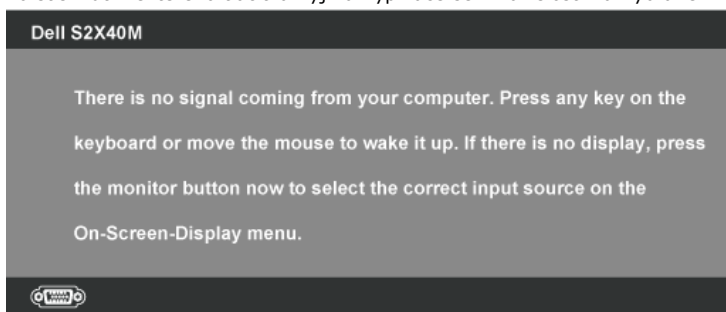 Dell S2X40M
There is no signal coming from your computer. Press any key on the
keyboard or move the mouse to wake it up. If there is no display, press
the monitor button now to select the correct input source on the
On-Screen-Display menu.